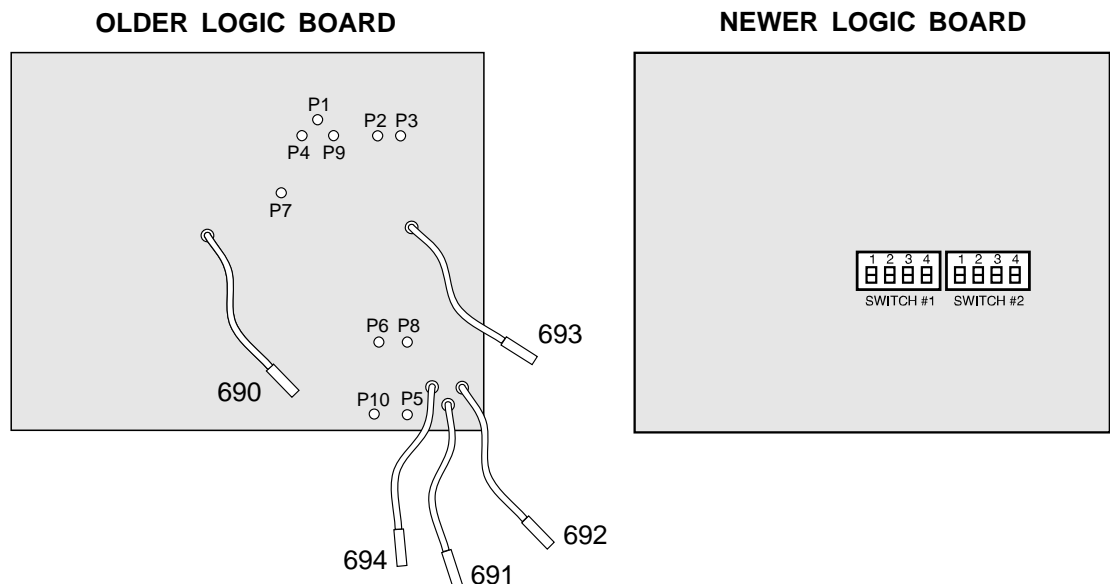 OLDER LOGIC BOARD
P1
P2 P3
P4 P9
P7
693
P6 P8
690
P10 P5
692
694
691
NEWER LOGIC BOARD
1 2 3 4 1 2 3 4
SWITCH #1 SWITCH #2